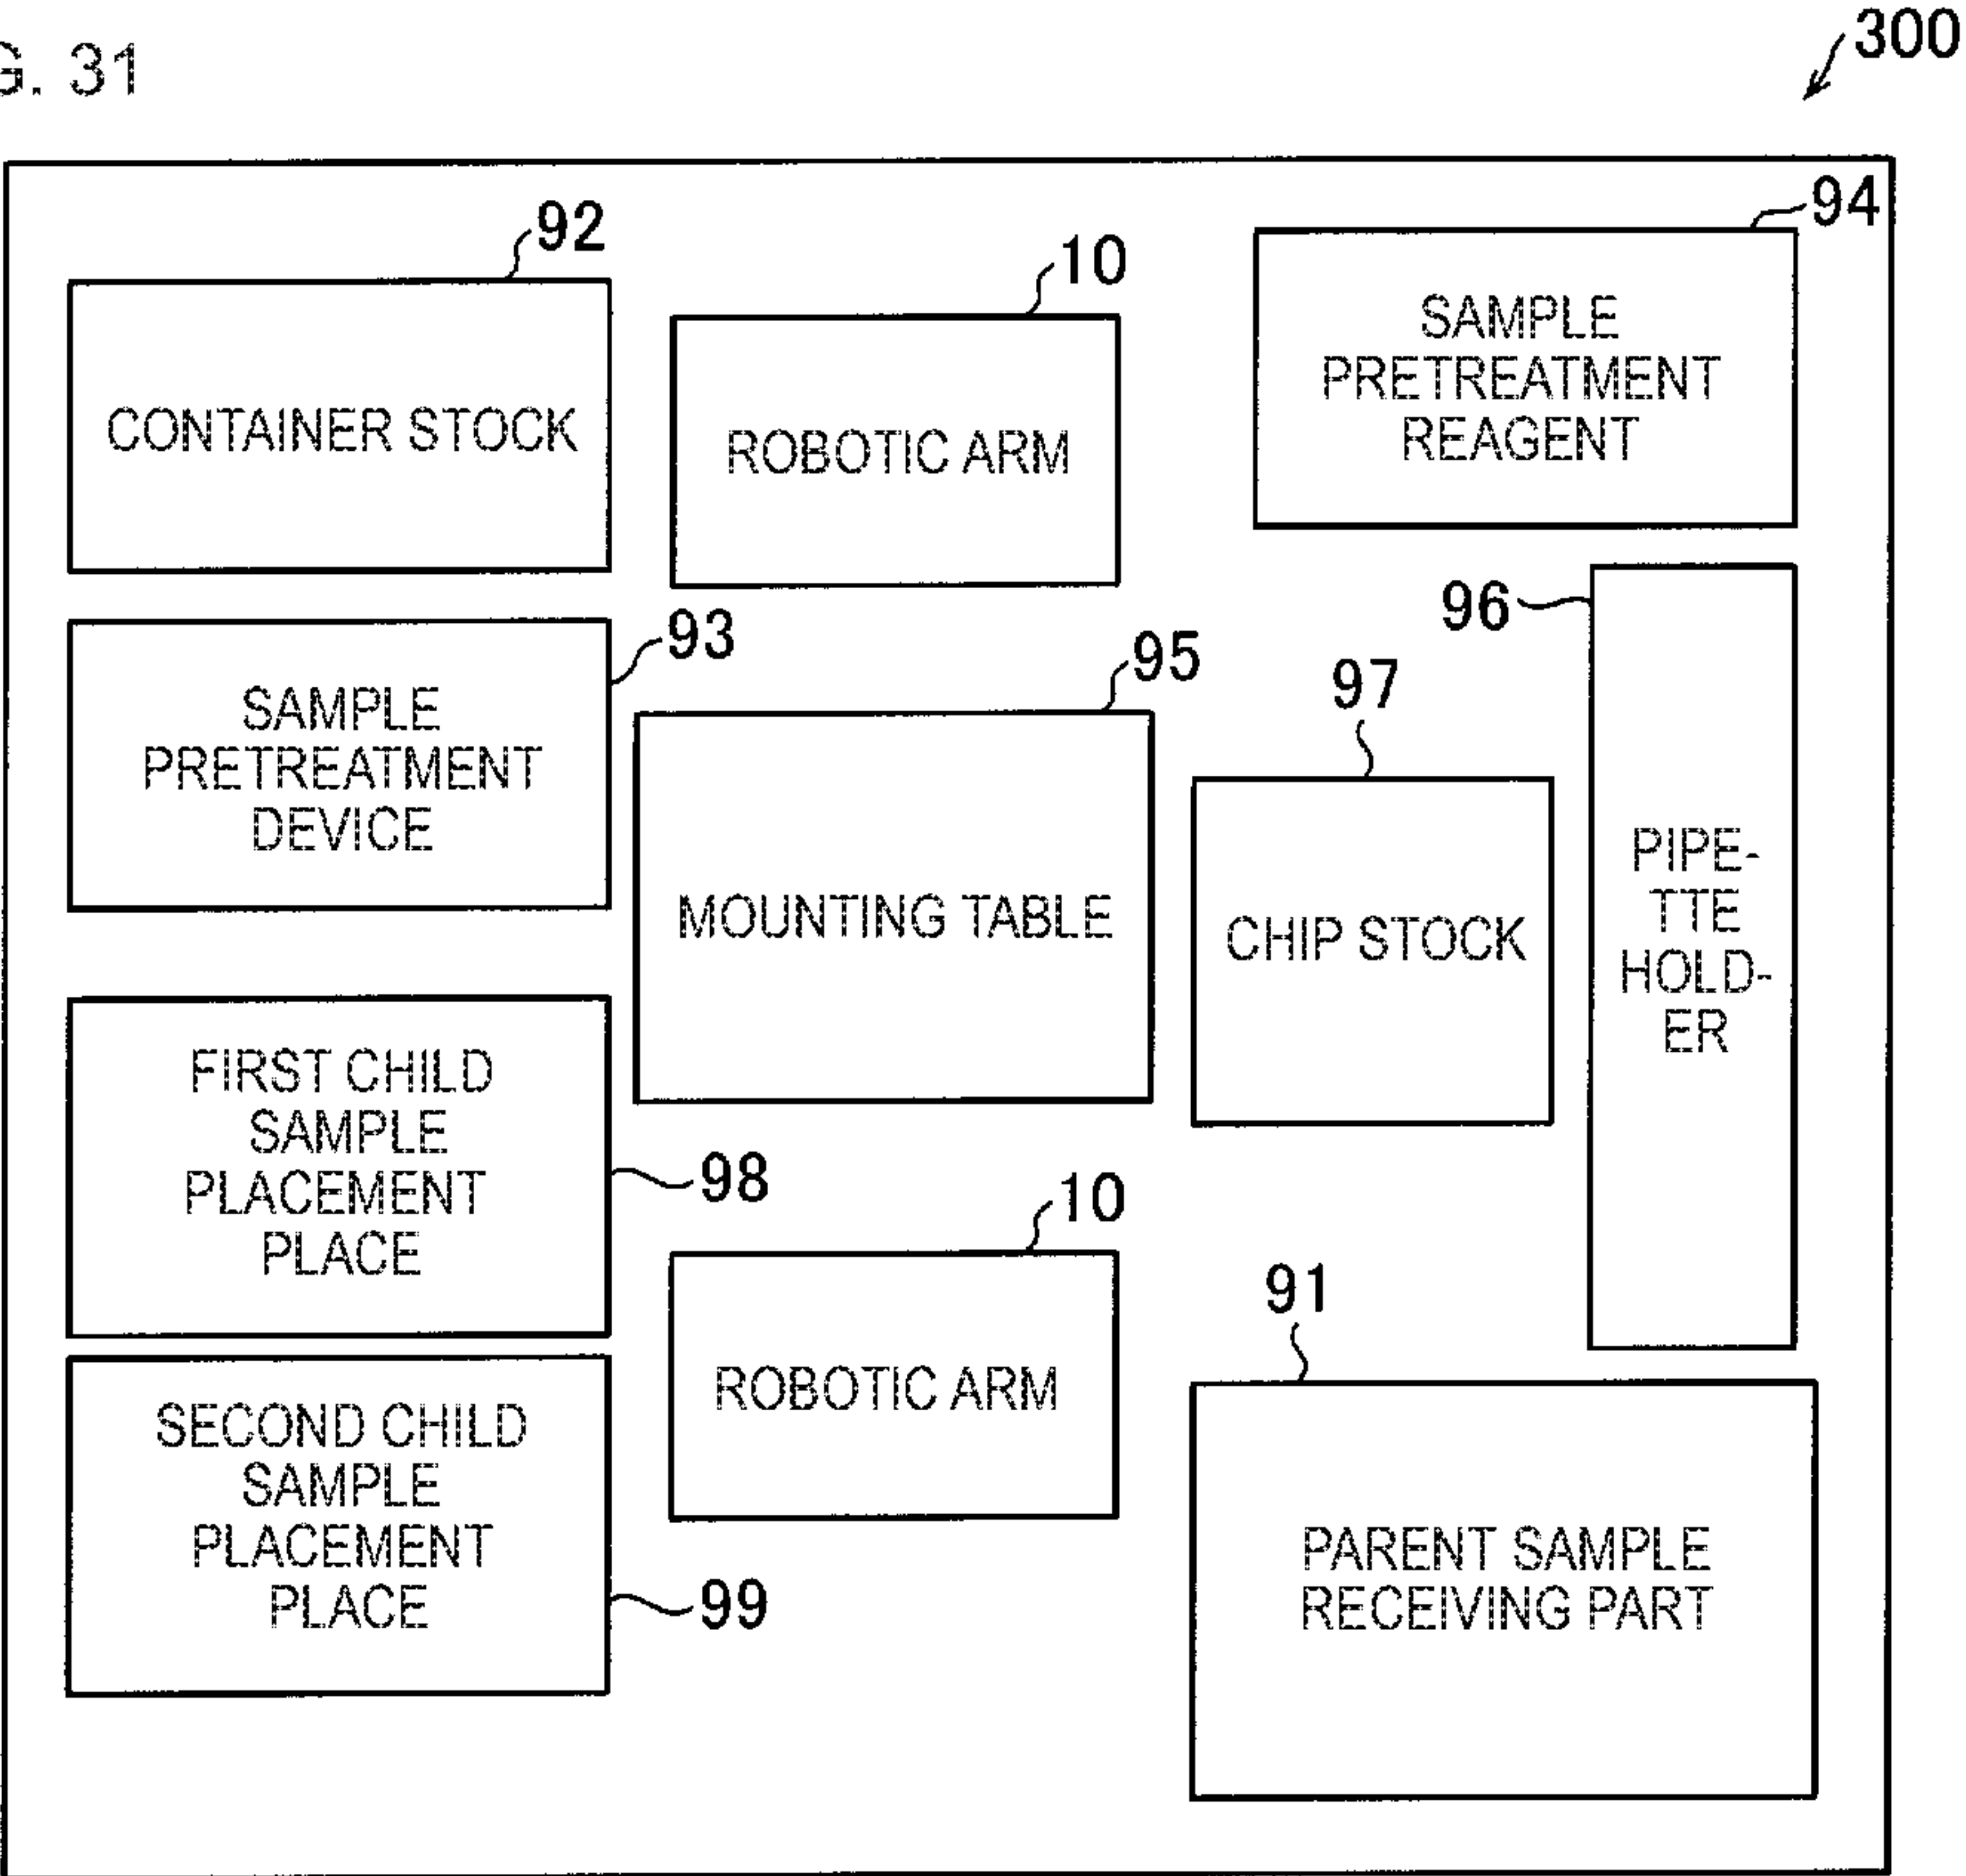 G. 31
300
92
CONTAINER STOCK
10
ROBOTIC ARM
94
SAMPLE
PRETREATMENT
REAGENT
93
SAMPLE
PRETREATMENT
DEVICE
95
MOUNTING TABLE
97
CHIP STOCK
96
PIPE-
TTE
HOLD-
ER
FIRST CHILD
SAMPLE
PLACEMENT
PLACE
98
10
ROBOTIC ARM
91
PARENT SAMPLE
RECEIVING PART
SECOND CHILD
SAMPLE
PLACEMENT
PLACE
99